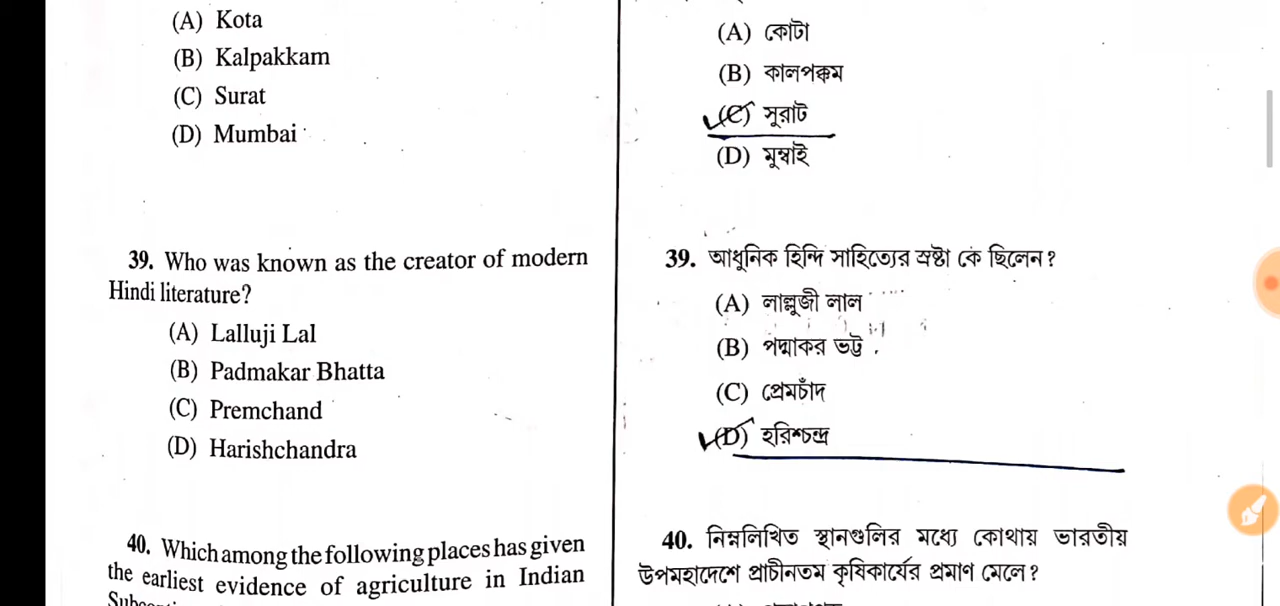 (A) Kota
(B) Kalpakkam
(C) Surat
(D) Mumbai
39. Who was known as the creator of modern
Hindi literature?
(A) Lalluji Lal
(B) Padmakar Bhatta
(C) Premchand
(D) Harishchandra
40. Which among the following places has given
the earliest evidence of agriculture in Indian
(A) কোটা
(B) কালপক্কম
(C) সুরাট
(D) মুম্বাই
39. আধুনিক হিন্দি সাহিত্যের স্রষ্টা কে ছিলেন?
(A) লাল্লুজী লাল
(B) পদ্মাকর ভট্ট
(C) প্রেমচাঁদ
(D) হরিশ্চন্দ্র
40. নিম্নলিখিত স্থানগুলির মধ্যে কোথায় ভারতীয়
উপমহাদেশে প্রাচীনতম কৃষিকার্যের প্রমাণ মেলে?